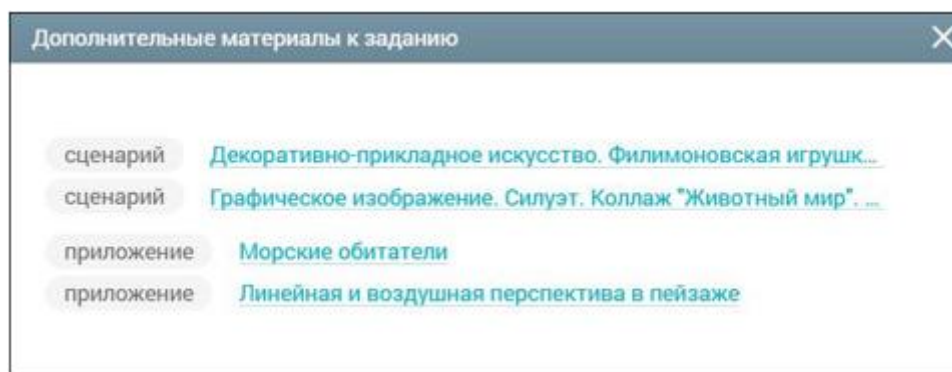 Дополнительные материалы к заданию
сценарий Декоративно-прикладное искусство. Филимоновская игрушк...
сценарий Графическое изображение. Силуэт. Коллаж "Животный мир". ...
приложение Морские обитатели
приложение Линейная и воздушная перспектива в пейзаже